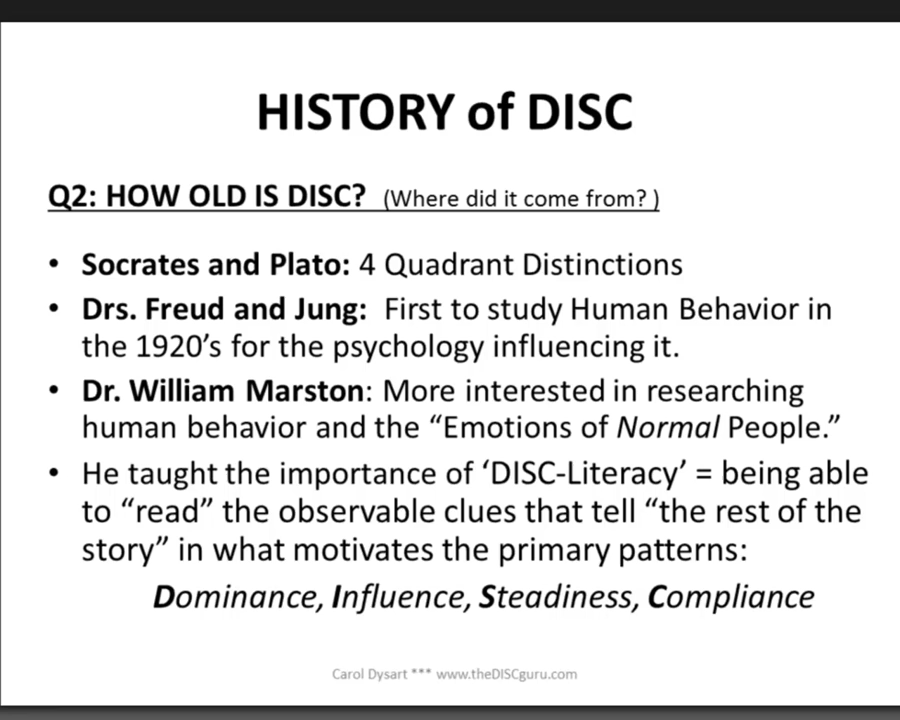 HISTORY of DISC
Q2: HOW OLD IS DISC? (Where did it come from? )
• Socrates and Plato: 4 Quadrant Distinctions
• Drs. Freud and Jung: First to study Human Behavior in
the 1920’s for the psychology influencing it.
• Dr. William Marston: More interested in researching
human behavior and the “Emotions of Normal People.”
• He taught the importance of ‘DISC-Literacy’ = being able
to “read” the observable clues that tell “the rest of the
story” in what motivates the primary patterns:
Dominance, Influence, Steadiness, Compliance
Carol Dysart *** www.theDISCguru.com